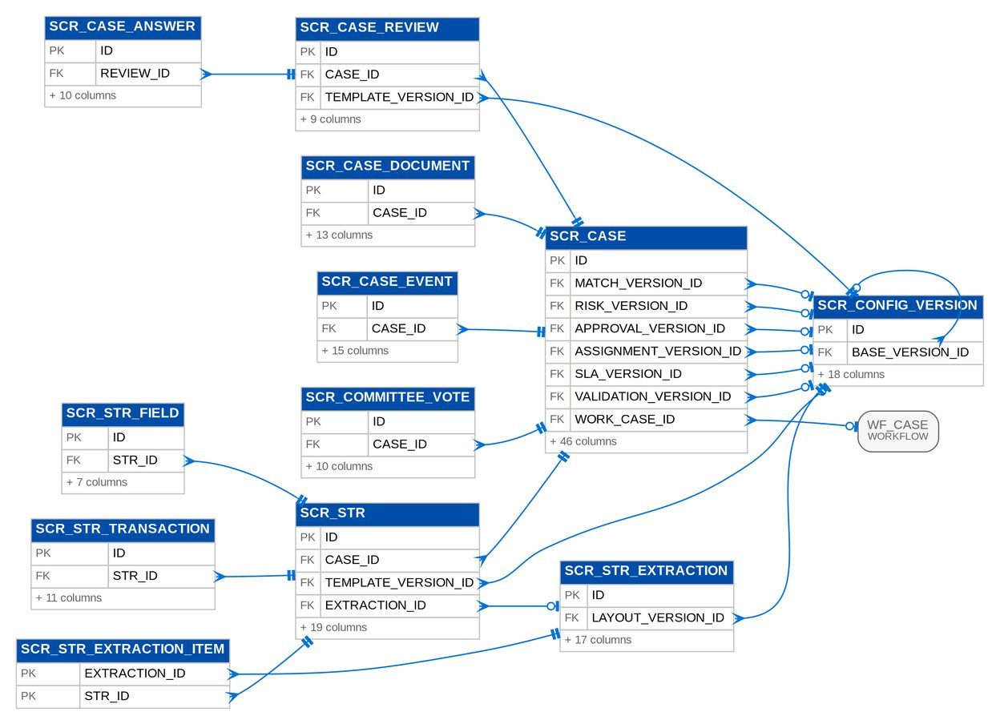 SCR_CASE_ANSWER
PK ID
FK REVIEW_ID
+ 10 columns
SCR_CASE_REVIEW
PK ID
FK CASE_ID
FK TEMPLATE_VERSION_ID
+ 9 columns
SCR_CASE_DOCUMENT
PK ID
FK CASE_ID
+ 13 columns
SCR_CASE_EVENT
PK ID
FK CASE_ID
+ 15 columns
SCR_COMMITTEE_VOTE
PK ID
FK CASE_ID
+ 10 columns
SCR_CASE
PK ID
FK MATCH_VERSION_ID
FK RISK_VERSION_ID
FK APPROVAL_VERSION_ID
FK ASSIGNMENT_VERSION_ID
FK SLA_VERSION_ID
FK VALIDATION_VERSION_ID
FK WORK_CASE_ID
+ 46 columns
SCR_CONFIG_VERSION
PK ID
FK BASE_VERSION_ID
+ 18 columns
WF_CASE
WORKFLOW
SCR_STR_FIELD
PK ID
FK STR_ID
+ 7 columns
SCR_STR_TRANSACTION
PK ID
FK STR_ID
+ 11 columns
SCR_STR_EXTRACTION_ITEM
PK EXTRACTION_ID
PK STR_ID
SCR_STR
PK ID
FK CASE_ID
FK TEMPLATE_VERSION_ID
FK EXTRACTION_ID
+ 19 columns
SCR_STR_EXTRACTION
PK ID
FK LAYOUT_VERSION_ID
+ 17 columns